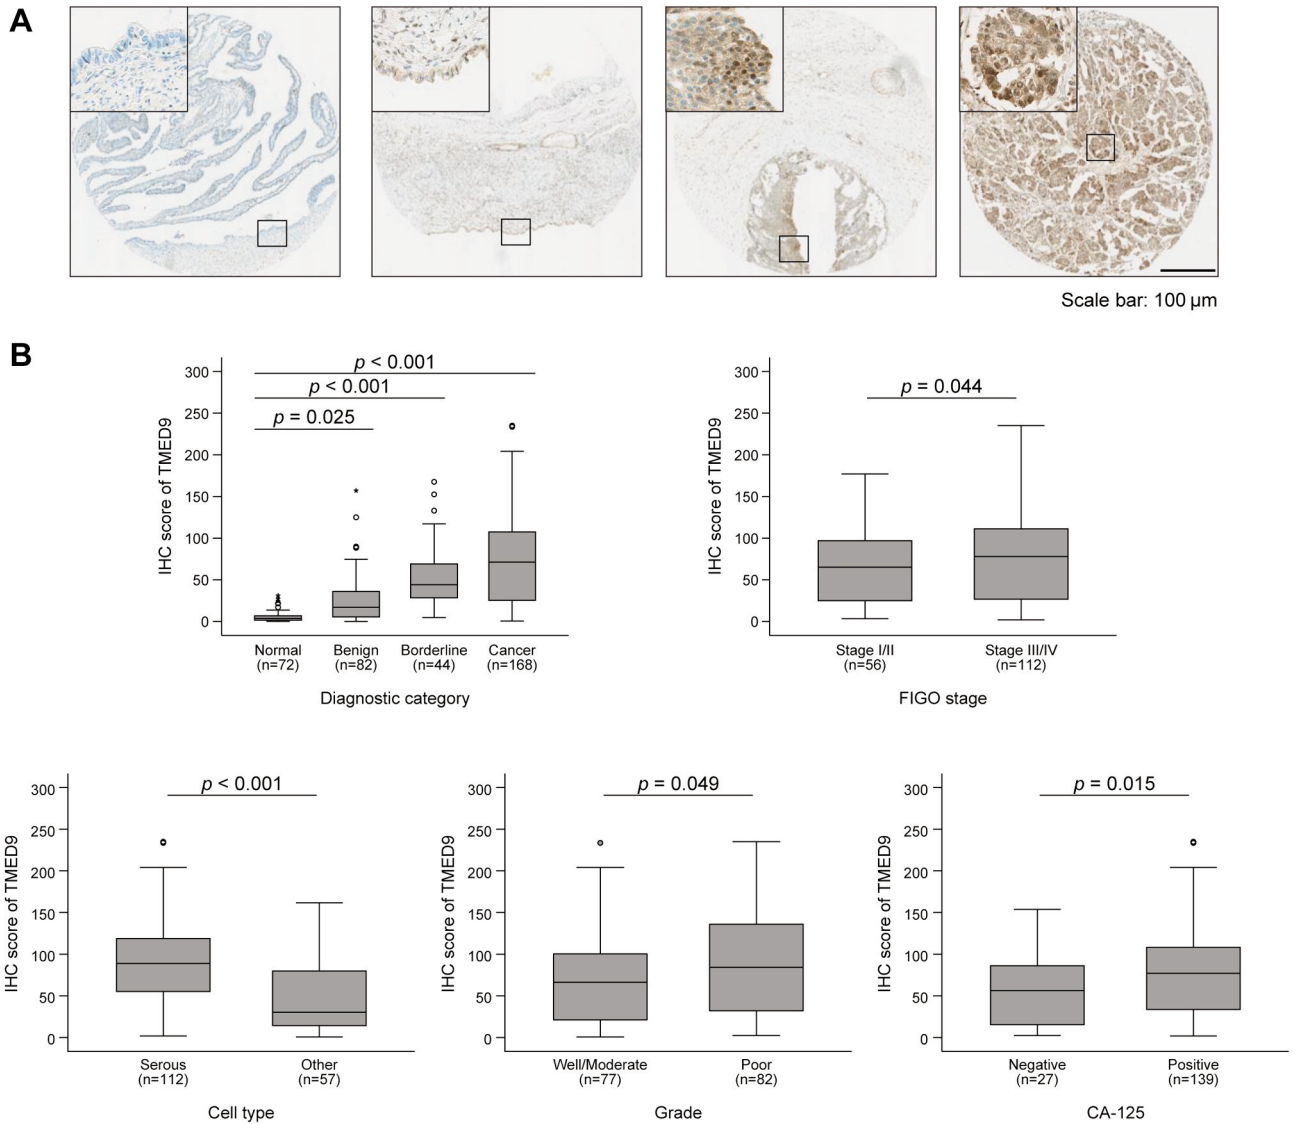 A
Scale bar: 100 µm
B
IHC score of TMED9
300
250
200
150
100
50
0
p < 0.001
p < 0.001
p = 0.025
Normal
(n=72)
Benign
(n=82)
Borderline
(n=44)
Cancer
(n=168)
Diagnostic category
IHC score of TMED9
300
250
200
150
100
50
0
p = 0.044
Stage I/II
(n=56)
Stage III/IV
(n=112)
FIGO stage
IHC score of TMED9
300
250
200
150
100
50
0
p < 0.001
Serous
(n=112)
Other
(n=57)
Cell type
IHC score of TMED9
300
250
200
150
100
50
0
p = 0.049
Well/Moderate
(n=77)
Poor
(n=82)
Grade
IHC score of TMED9
300
250
200
150
100
50
0
p = 0.015
Negative
(n=27)
Positive
(n=139)
CA-125